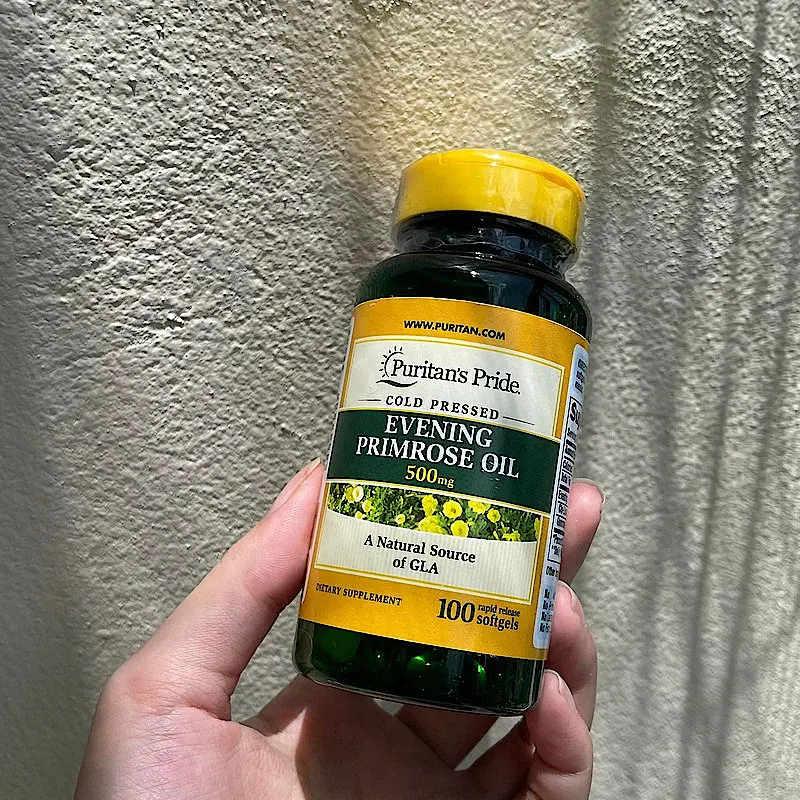 WWW.PURITAN.COM
Puritan's Pride.
COLD PRESSED
EVENING
PRIMROSE OIL
500mg
A Natural Source
of GLA
DIETARY SUPPLEMENT
100 rapid release
softgels